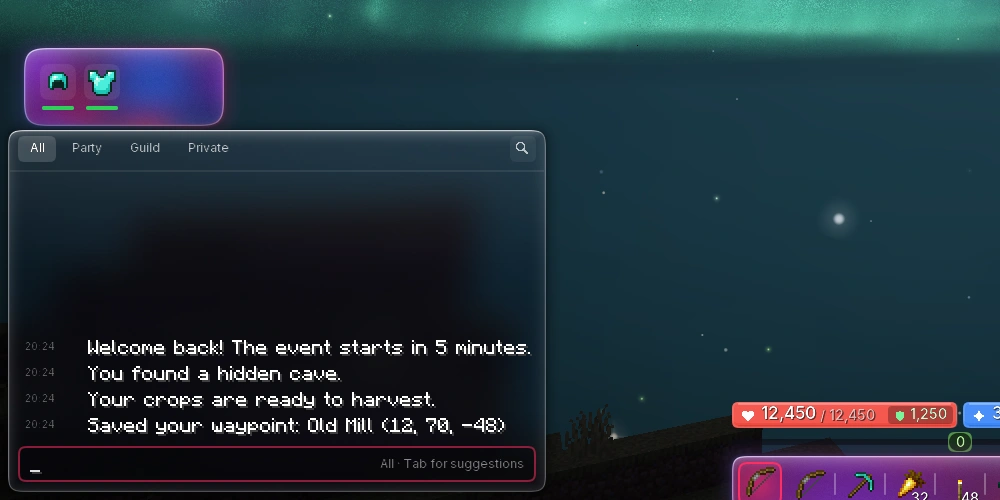 All Party Guild Private
20:24 Welcome back! The event starts in 5 minutes.
20:24 You found a hidden cave.
20:24 Your crops are ready to harvest.
20:24 Saved your waypoint: Old Mill (12, 70, -48)
_ All · Tab for suggestions
12,450 / 12,450 1,250 3
0
32 48